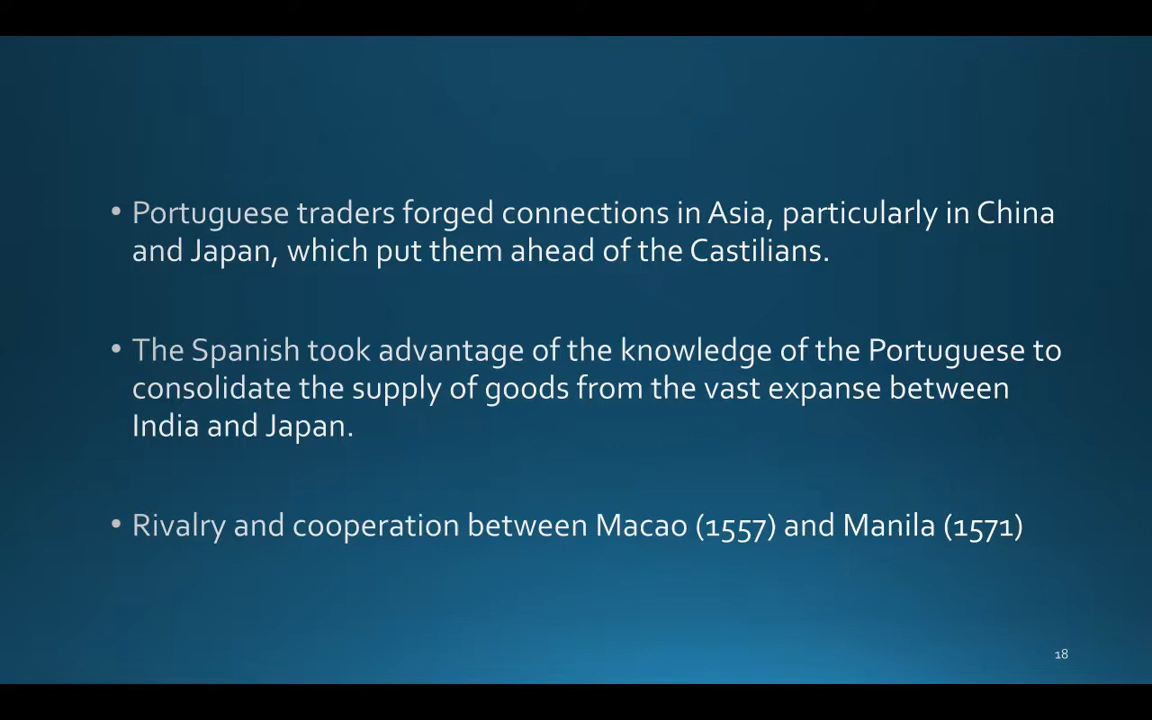 • Portuguese traders forged connections in Asia, particularly in China
and Japan, which put them ahead of the Castilians.
• The Spanish took advantage of the knowledge of the Portuguese to
consolidate the supply of goods from the vast expanse between
India and Japan.
• Rivalry and cooperation between Macao (1557) and Manila (1571)
18